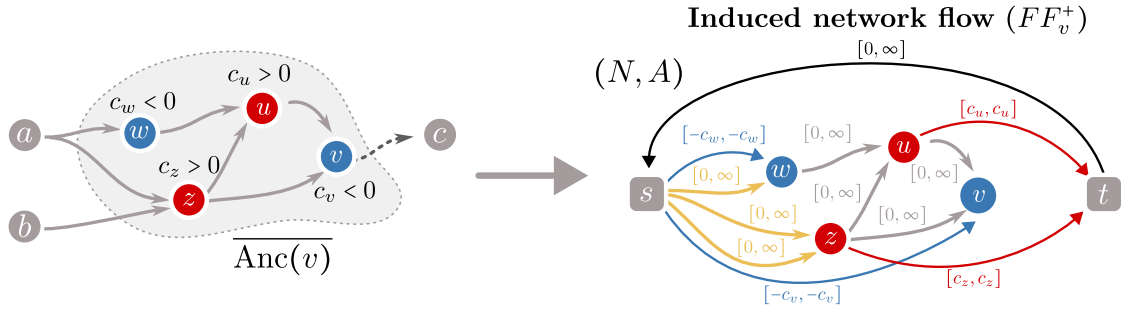 Induced network flow (FF_v^+)
[0, ∞]
(N, A)
c_u > 0
c_w < 0
u
[c_u, c_u]
[-c_w, -c_w]
[0, ∞]
a
w
u
c
c_z > 0
v
[0, ∞]
w
[0, ∞]
[0, ∞]
s
v
t
z
c_v < 0
[0, ∞]
[0, ∞]
b
[0, ∞]
z
\overline{Anc(v)}
[-c_v, -c_v]
[c_z, c_z]